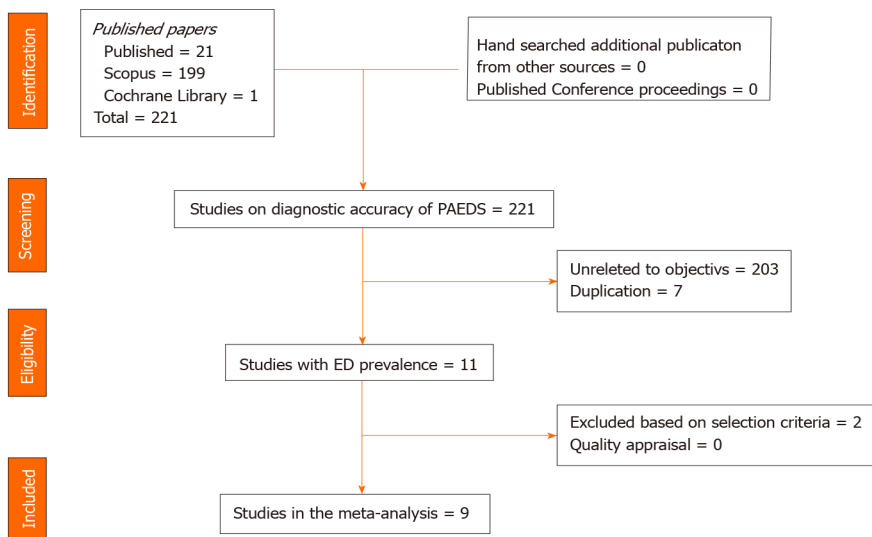 Identification
Published papers
Published = 21
Scopus = 199
Cochrane Library = 1
Total = 221
Hand searched additional publicaton
from other sources = 0
Published Conference proceedings = 0
Screening
Studies on diagnostic accuracy of PAEDS = 221
Unreleted to objectivs = 203
Duplication = 7
Eligibility
Studies with ED prevalence = 11
Excluded based on selection criteria = 2
Quality appraisal = 0
Included
Studies in the meta-analysis = 9